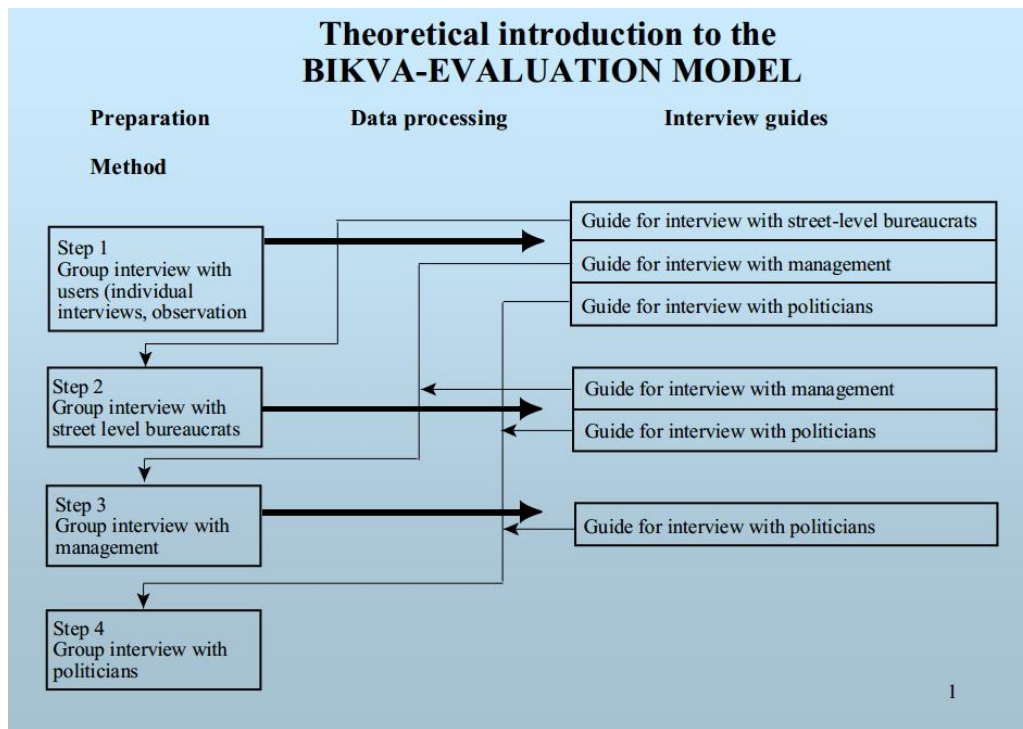 Theoretical introduction to the
BIKVA-EVALUATION MODEL
Preparation
Data processing
Interview guides
Method
Step 1
Group interview with
users (individual
interviews, observation
Guide for interview with street-level bureaucrats
Guide for interview with management
Guide for interview with politicians
Step 2
Group interview with
street level bureaucrats
Guide for interview with management
Guide for interview with politicians
Step 3
Group interview with
management
Guide for interview with politicians
Step 4
Group interview with
politicians
1